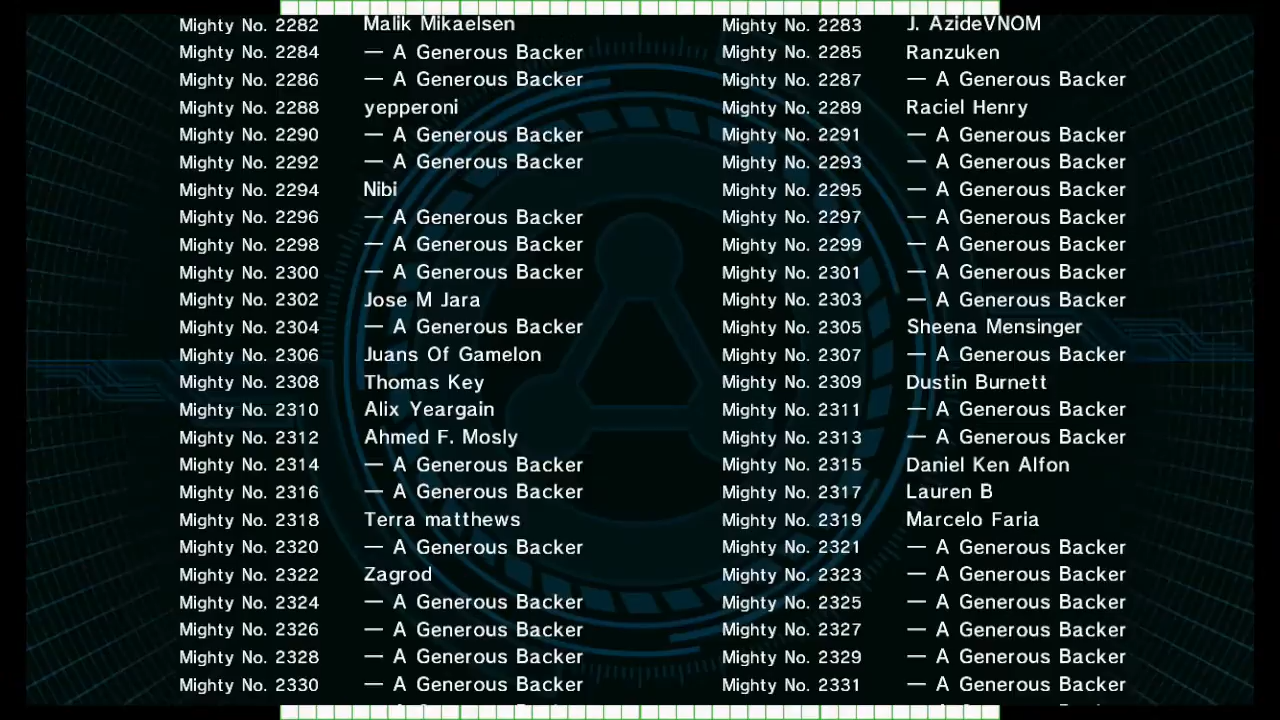 Mighty No. 2282 Malik Mikaelsen Mighty No. 2283 J. AzideVNOM
Mighty No. 2284 — A Generous Backer Mighty No. 2285 Ranzuken
Mighty No. 2286 — A Generous Backer Mighty No. 2287 — A Generous Backer
Mighty No. 2288 yepperoni Mighty No. 2289 Raciel Henry
Mighty No. 2290 — A Generous Backer Mighty No. 2291 — A Generous Backer
Mighty No. 2292 — A Generous Backer Mighty No. 2293 — A Generous Backer
Mighty No. 2294 Nibi Mighty No. 2295 — A Generous Backer
Mighty No. 2296 — A Generous Backer Mighty No. 2297 — A Generous Backer
Mighty No. 2298 — A Generous Backer Mighty No. 2299 — A Generous Backer
Mighty No. 2300 — A Generous Backer Mighty No. 2301 — A Generous Backer
Mighty No. 2302 Jose M Jara Mighty No. 2303 — A Generous Backer
Mighty No. 2304 — A Generous Backer Mighty No. 2305 Sheena Mensinger
Mighty No. 2306 Juans Of Gamelon Mighty No. 2307 — A Generous Backer
Mighty No. 2308 Thomas Key Mighty No. 2309 Dustin Burnett
Mighty No. 2310 Alix Yeargain Mighty No. 2311 — A Generous Backer
Mighty No. 2312 Ahmed F. Mosly Mighty No. 2313 — A Generous Backer
Mighty No. 2314 — A Generous Backer Mighty No. 2315 Daniel Ken Alfon
Mighty No. 2316 — A Generous Backer Mighty No. 2317 Lauren B
Mighty No. 2318 Terra matthews Mighty No. 2319 Marcelo Faria
Mighty No. 2320 — A Generous Backer Mighty No. 2321 — A Generous Backer
Mighty No. 2322 Zagrod Mighty No. 2323 — A Generous Backer
Mighty No. 2324 — A Generous Backer Mighty No. 2325 — A Generous Backer
Mighty No. 2326 — A Generous Backer Mighty No. 2327 — A Generous Backer
Mighty No. 2328 — A Generous Backer Mighty No. 2329 — A Generous Backer
Mighty No. 2330 — A Generous Backer Mighty No. 2331 — A Generous Backer